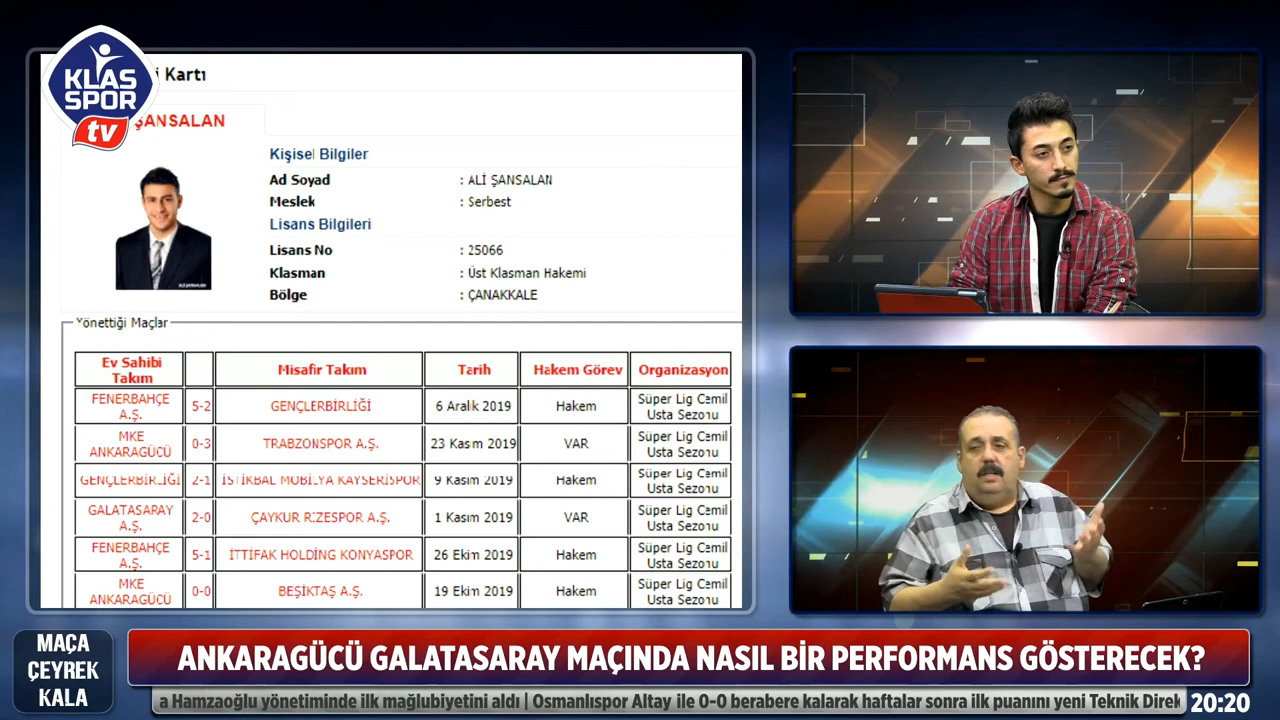 KLAS
SPOR
tv
i Kartı
ŞANSALAN
Kişisel Bilgiler
Ad Soyad : ALİ ŞANSALAN
Meslek : Serbest
Lisans Bilgileri
Lisans No : 25066
Klasman : Üst Klasman Hakemi
Bölge : ÇANAKKALE
Yönettiği Maçlar
Ev Sahibi Takım Misafir Takım Tarih Hakem Görev Organizasyon
FENERBAHÇE A.Ş. 5-2 GENÇLERBİRLİĞİ 6 Aralık 2019 Hakem Süper Lig Cemil Usta Sezonu
MKE ANKARAGÜCÜ 0-3 TRABZONSPOR A.Ş. 23 Kasım 2019 VAR Süper Lig Cemil Usta Sezonu
GENÇLERBİRLİĞİ 2-1 İSTİKBAL MOBİLYA KAYSERİSPOR 9 Kasım 2019 Hakem Süper Lig Cemil Usta Sezonu
GALATASARAY A.Ş. 2-0 ÇAYKUR RİZESPOR A.Ş. 1 Kasım 2019 VAR Süper Lig Cemil Usta Sezonu
FENERBAHÇE A.Ş. 5-1 İTTİFAK HOLDİNG KONYASPOR 26 Ekim 2019 Hakem Süper Lig Cemil Usta Sezonu
MKE ANKARAGÜCÜ 0-0 BEŞİKTAŞ A.Ş. 19 Ekim 2019 Hakem Süper Lig Cemil Usta Sezonu
MAÇA
ÇEYREK
KALA
ANKARAGÜCÜ GALATASARAY MAÇINDA NASIL BİR PERFORMANS GÖSTERECEK?
a Hamzaoğlu yönetiminde ilk mağlubiyetini aldı | Osmanlıspor Altay ile 0-0 berabere kalarak haftalar sonra ilk puanını yeni Teknik Direk
20:20